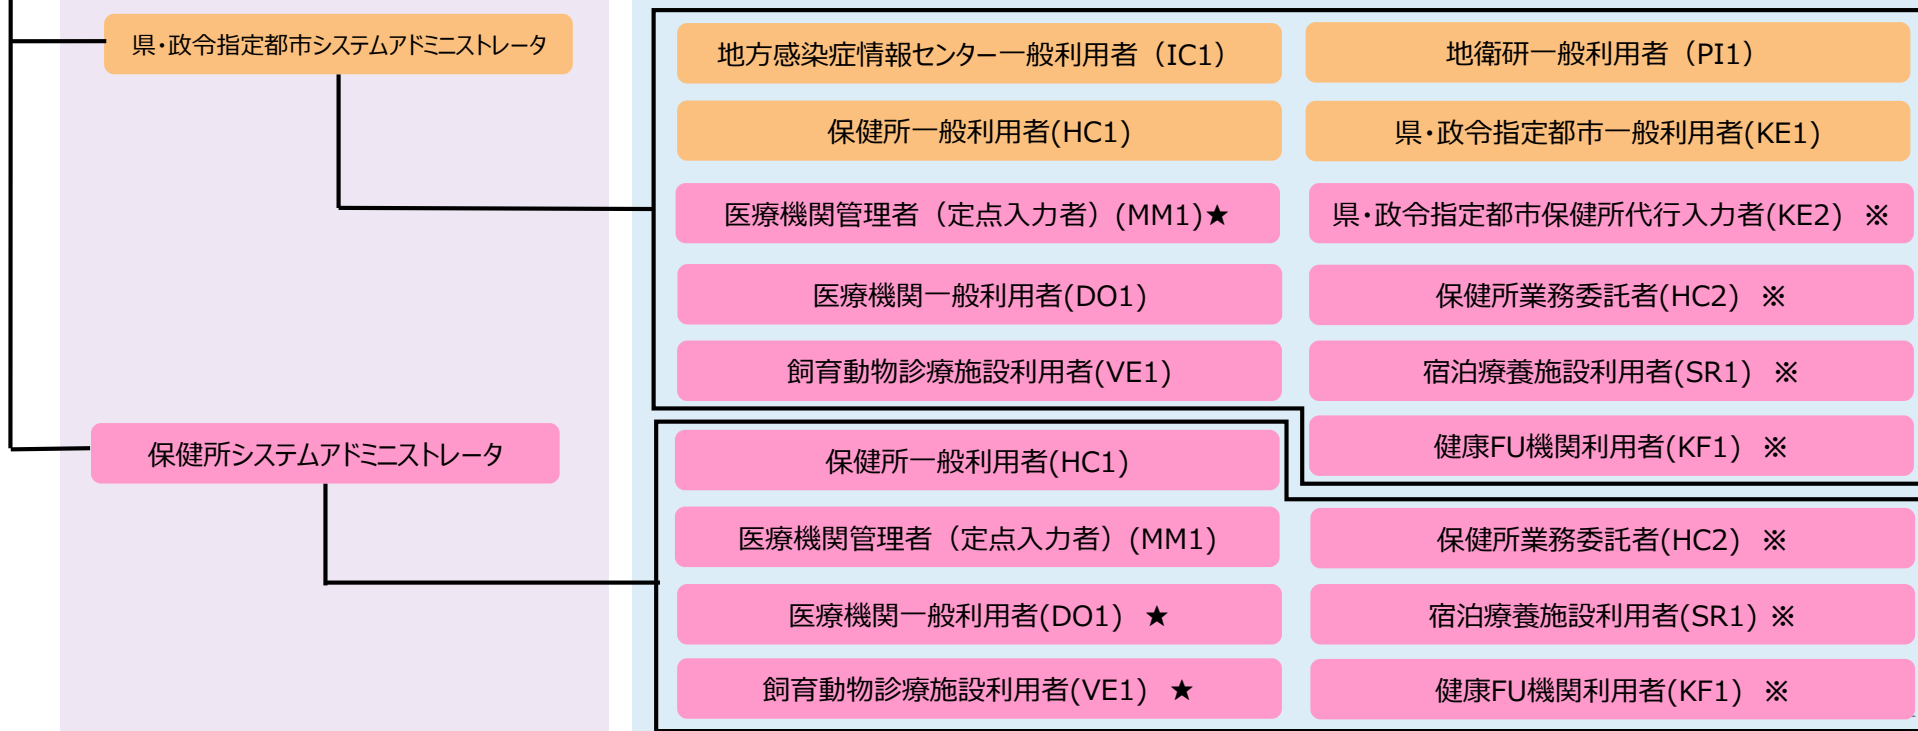 県・政令指定都市システムアドミニストレータ
地方感染症情報センター一般利用者（IC1）
地衛研一般利用者（PI1）
保健所一般利用者(HC1)
県・政令指定都市一般利用者(KE1)
医療機関管理者（定点入力者）(MM1)★
県・政令指定都市保健所代行入力者(KE2) ※
医療機関一般利用者(DO1)
保健所業務委託者(HC2) ※
飼育動物診療施設利用者(VE1)
宿泊療養施設利用者(SR1) ※
健康FU機関利用者(KF1) ※
保健所システムアドミニストレータ
保健所一般利用者(HC1)
医療機関管理者（定点入力者）(MM1)
保健所業務委託者(HC2) ※
医療機関一般利用者(DO1) ★
宿泊療養施設利用者(SR1) ※
飼育動物診療施設利用者(VE1) ★
健康FU機関利用者(KF1) ※